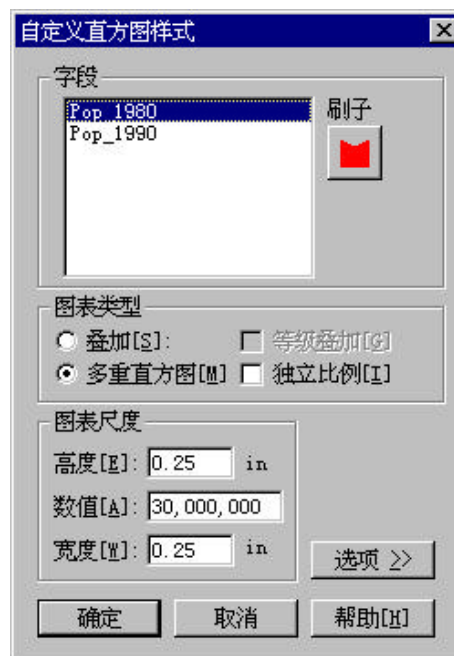 自定义直方图样式
字段
Pop_1980
Pop_1990
刷子
图表类型
叠加[S]:
等级叠加[G]
多重直方图[M]
独立比例[I]
图表尺度
高度[E]: 0.25 in
数值[A]: 30,000,000
宽度[W]: 0.25 in
选项 >>
确定
取消
帮助[H]